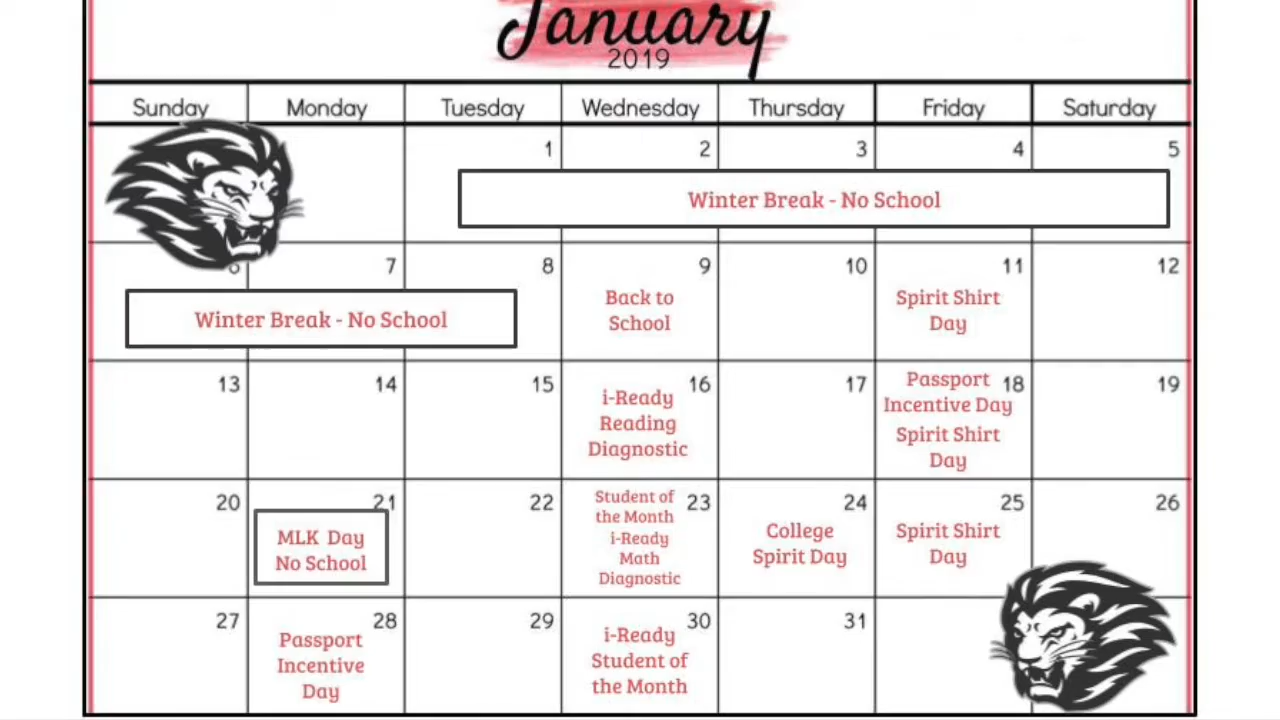 January
2019
Sunday Monday Tuesday Wednesday Thursday Friday Saturday
1 2 3 4 5
Winter Break - No School
6 7 8 9 10 11 12
Winter Break - No School
Back to
School
Spirit Shirt
Day
13 14 15 16 17 18 19
i-Ready
Reading
Diagnostic
Passport
Incentive Day
Spirit Shirt
Day
20 21 22 23 24 25 26
MLK Day
No School
Student of
the Month
i-Ready
Math
Diagnostic
College
Spirit Day
Spirit Shirt
Day
27 28 29 30 31
Passport
Incentive
Day
i-Ready
Student of
the Month